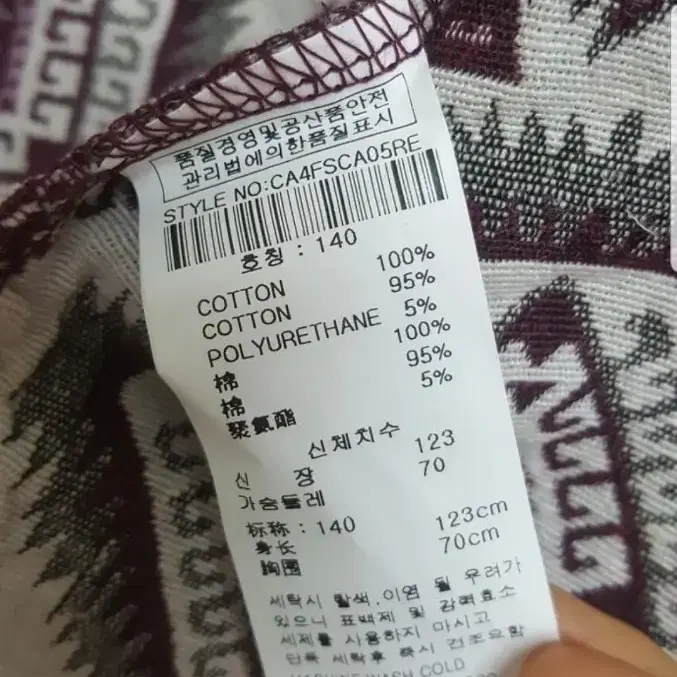 품질경영및공산품안전
관리법에의한품질표시
STYLE NO:CA4FSCA05RE
호칭 : 140
COTTON 100%
COTTON 95%
POLYURETHANE 5%
棉 100%
棉 95%
聚氨酯 5%
신체치수
신 장 123
가슴둘레 70
标称 : 140
身长 123cm
胸围 70cm
세탁시 탈색,이염 될 우려가
있으니 표백제 및 강력효소
세제를 사용하지 마시고
단독 세탁후 즉시 건조요함
MACHINE WASH COLD